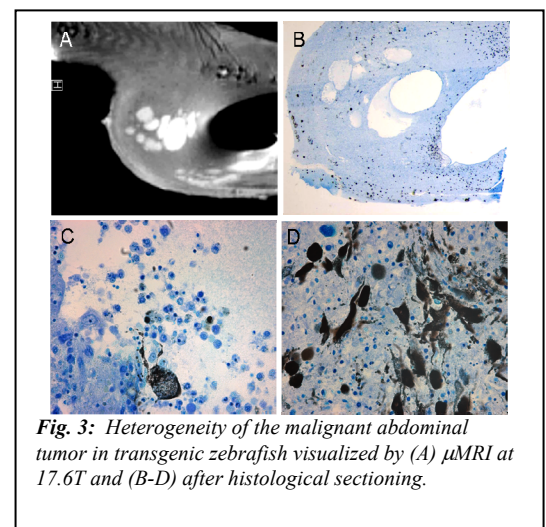 A
B
C
D
Fig. 3: Heterogeneity of the malignant abdominal
tumor in transgenic zebrafish visualized by (A) μMRI at
17.6T and (B-D) after histological sectioning.